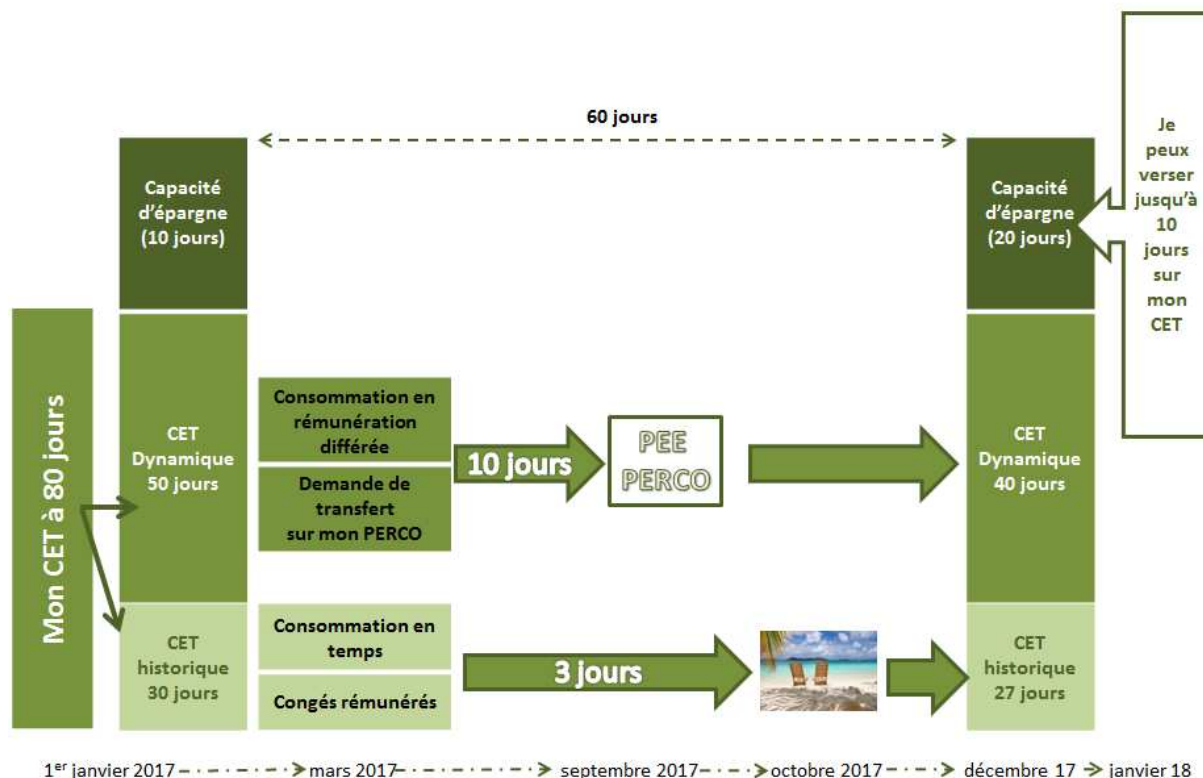 60 jours
Mon CET à 80 jours
Capacité
d'épargne
(10 jours)
CET
Dynamique
50 jours
CET
historique
30 jours
Consommation en
rémunération
différée
Demande de
transfert
sur mon PERCO
10 jours
PEE
PERCO
Consommation en
temps
Congés rémunérés
3 jours
Capacité
d'épargne
(20 jours)
CET
Dynamique
40 jours
CET
historique
27 jours
Je
peux
verser
jusqu'à
10
jours
sur
mon
CET
1er janvier 2017 mars 2017 septembre 2017 octobre 2017 décembre 17 janvier 18